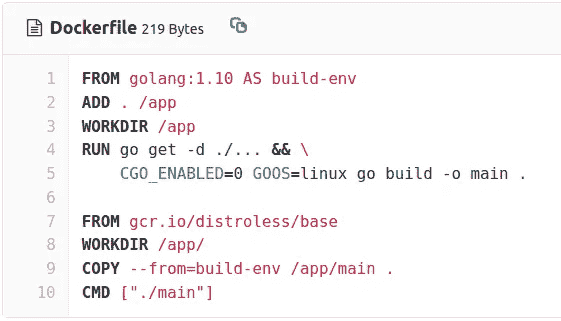 Dockerfile 219 Bytes
1 FROM golang:1.10 AS build-env
2 ADD . /app
3 WORKDIR /app
4 RUN go get -d ./... && \
5     CGO_ENABLED=0 GOOS=linux go build -o main .
6
7 FROM gcr.io/distroless/base
8 WORKDIR /app/
9 COPY --from=build-env /app/main .
10 CMD ["./main"]